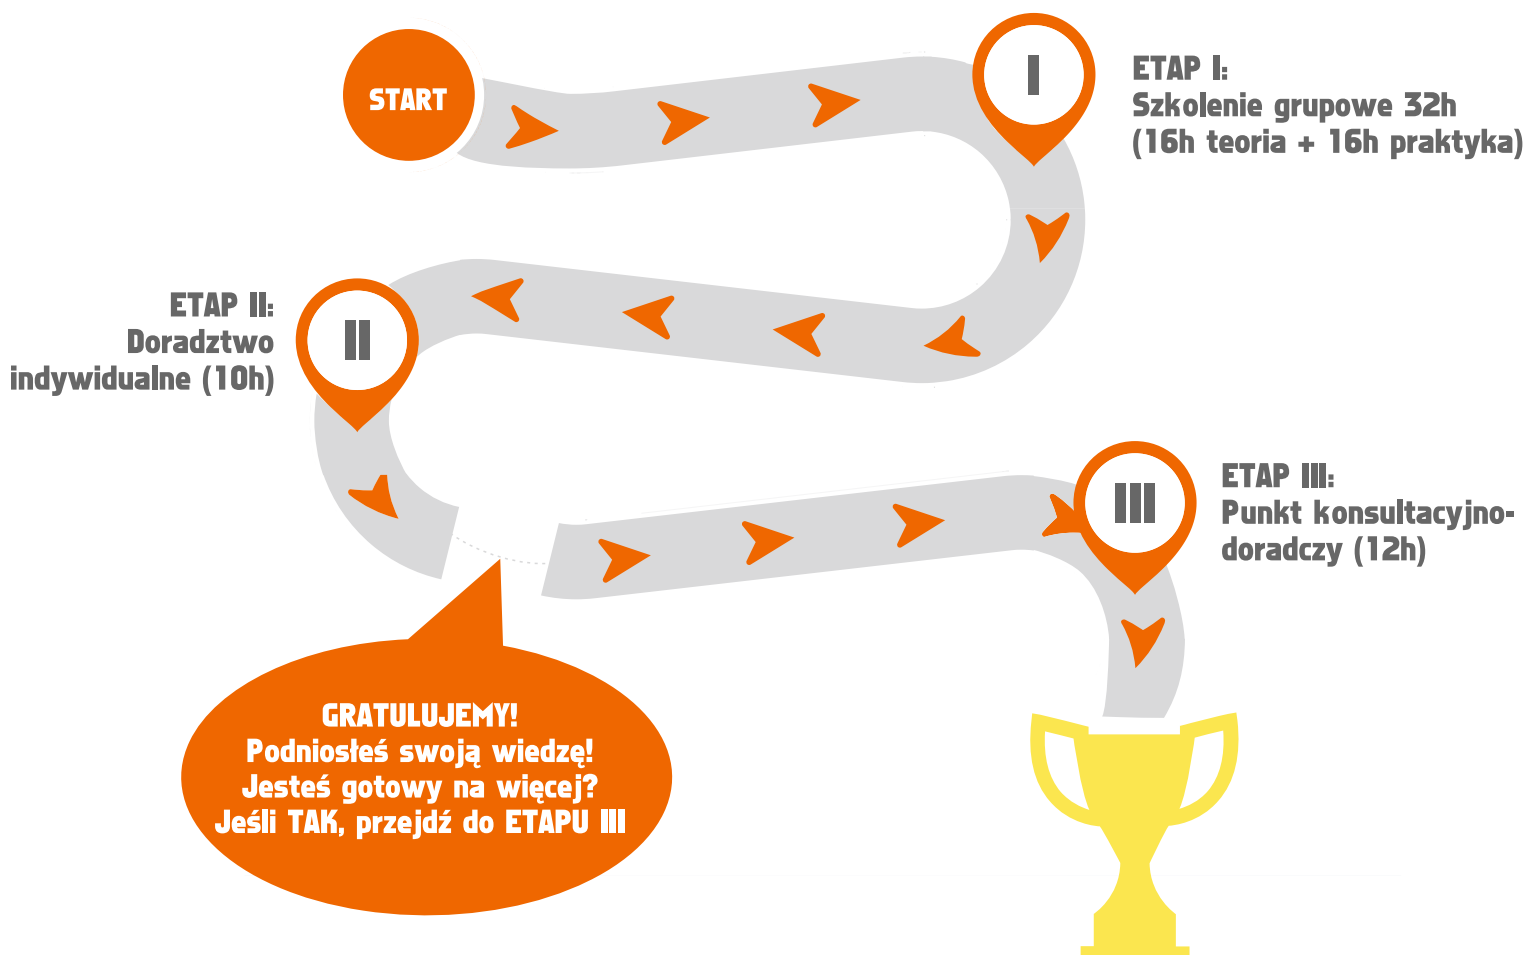 START
I
ETAP I:
Szkolenie grupowe 32h
(16h teoria + 16h praktyka)
ETAP II:
Doradztwo
indywidualne (10h)
II
ETAP III:
Punkt konsultacyjno-
doradczy (12h)
III
GRATULUJEMY!
Podniosłeś swoją wiedzę!
Jesteś gotowy na więcej?
Jeśli TAK, przejdź do ETAPU III